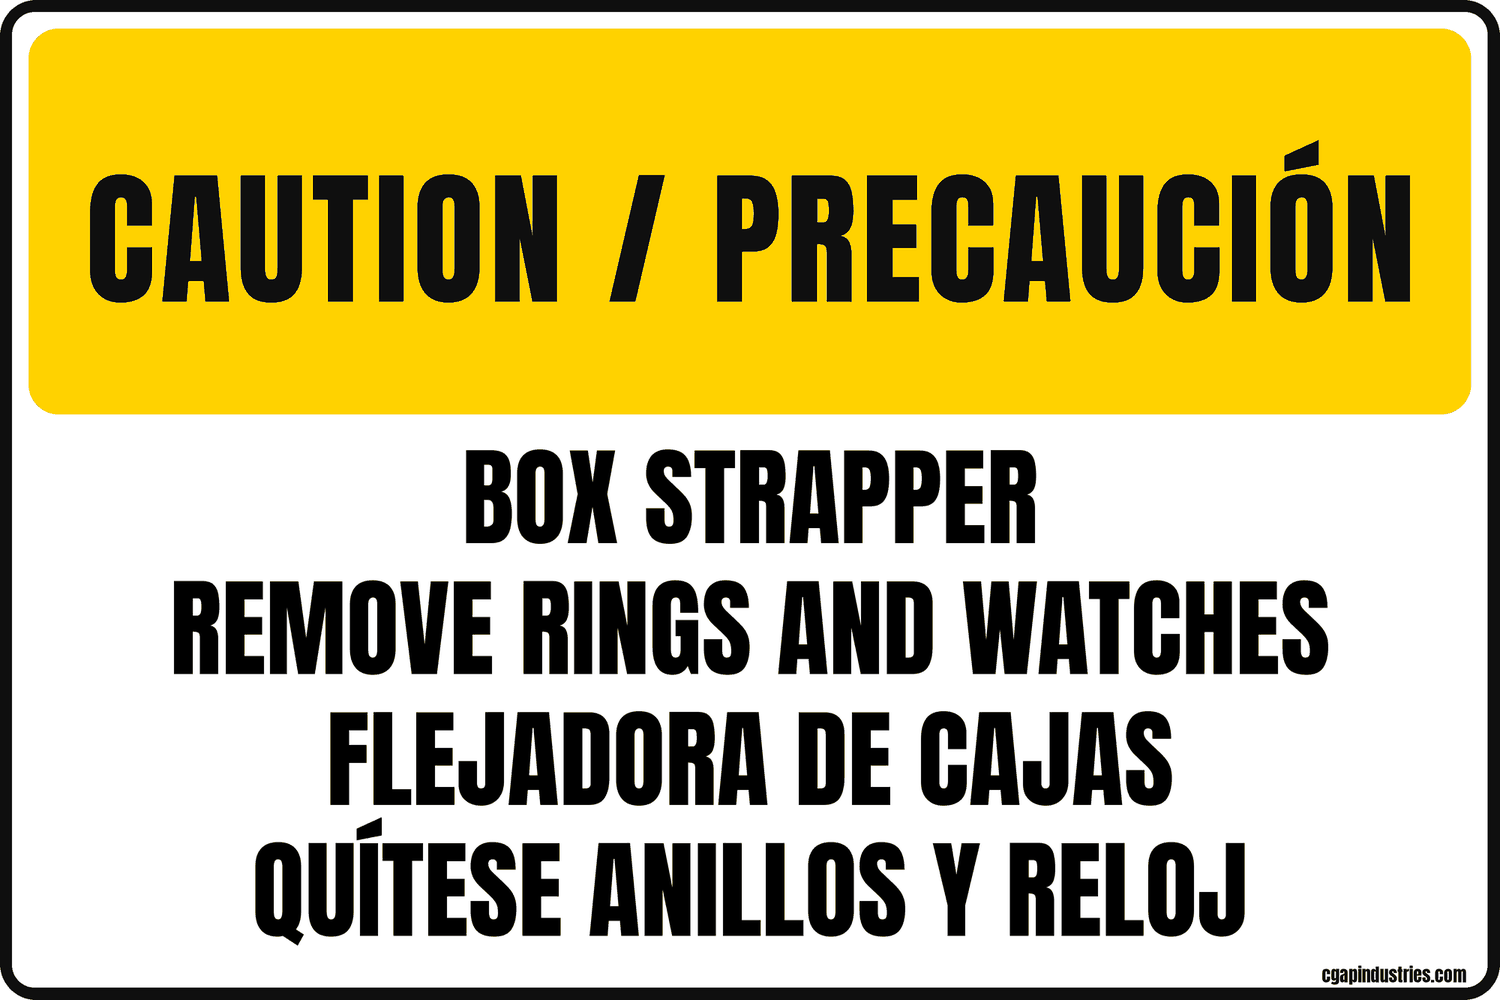 CAUTION / PRECAUCIÓN
BOX STRAPPER
REMOVE RINGS AND WATCHES
FLEJADORA DE CAJAS
QUÍTESE ANILLOS Y RELOJ
cgapindustries.com